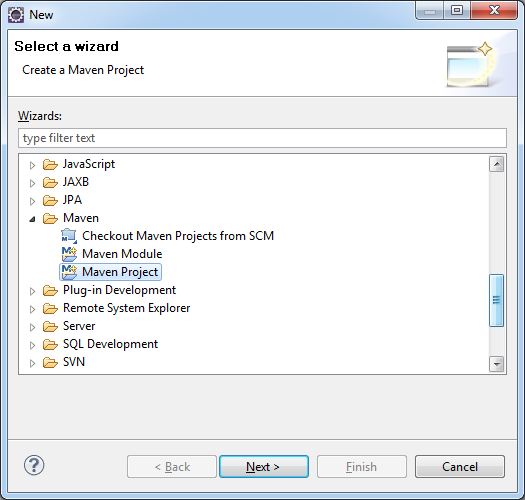 New
Select a wizard
Create a Maven Project
Wizards:
type filter text
JavaScript
JAXB
JPA
Maven
Checkout Maven Projects from SCM
Maven Module
Maven Project
Plug-in Development
Remote System Explorer
Server
SQL Development
SVN
? < Back Next > Finish Cancel